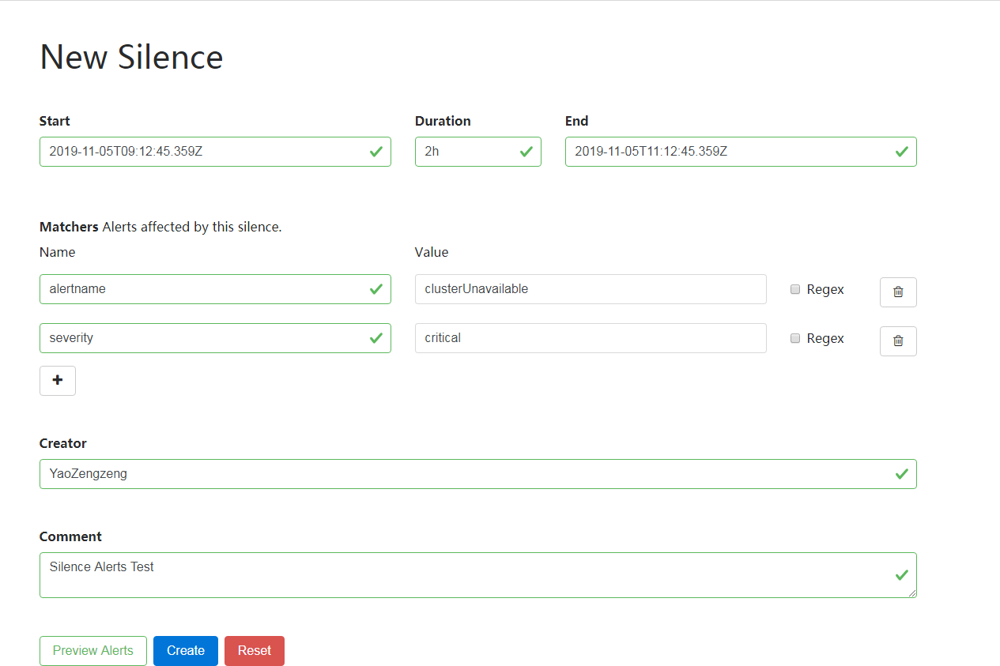 New Silence
Start Duration End
2019-11-05T09:12:45.359Z 2h 2019-11-05T11:12:45.359Z
Matchers Alerts affected by this silence.
Name Value
alertname clusterUnavailable Regex
severity critical Regex
+
Creator
YaoZengzeng
Comment
Silence Alerts Test
Preview Alerts Create Reset